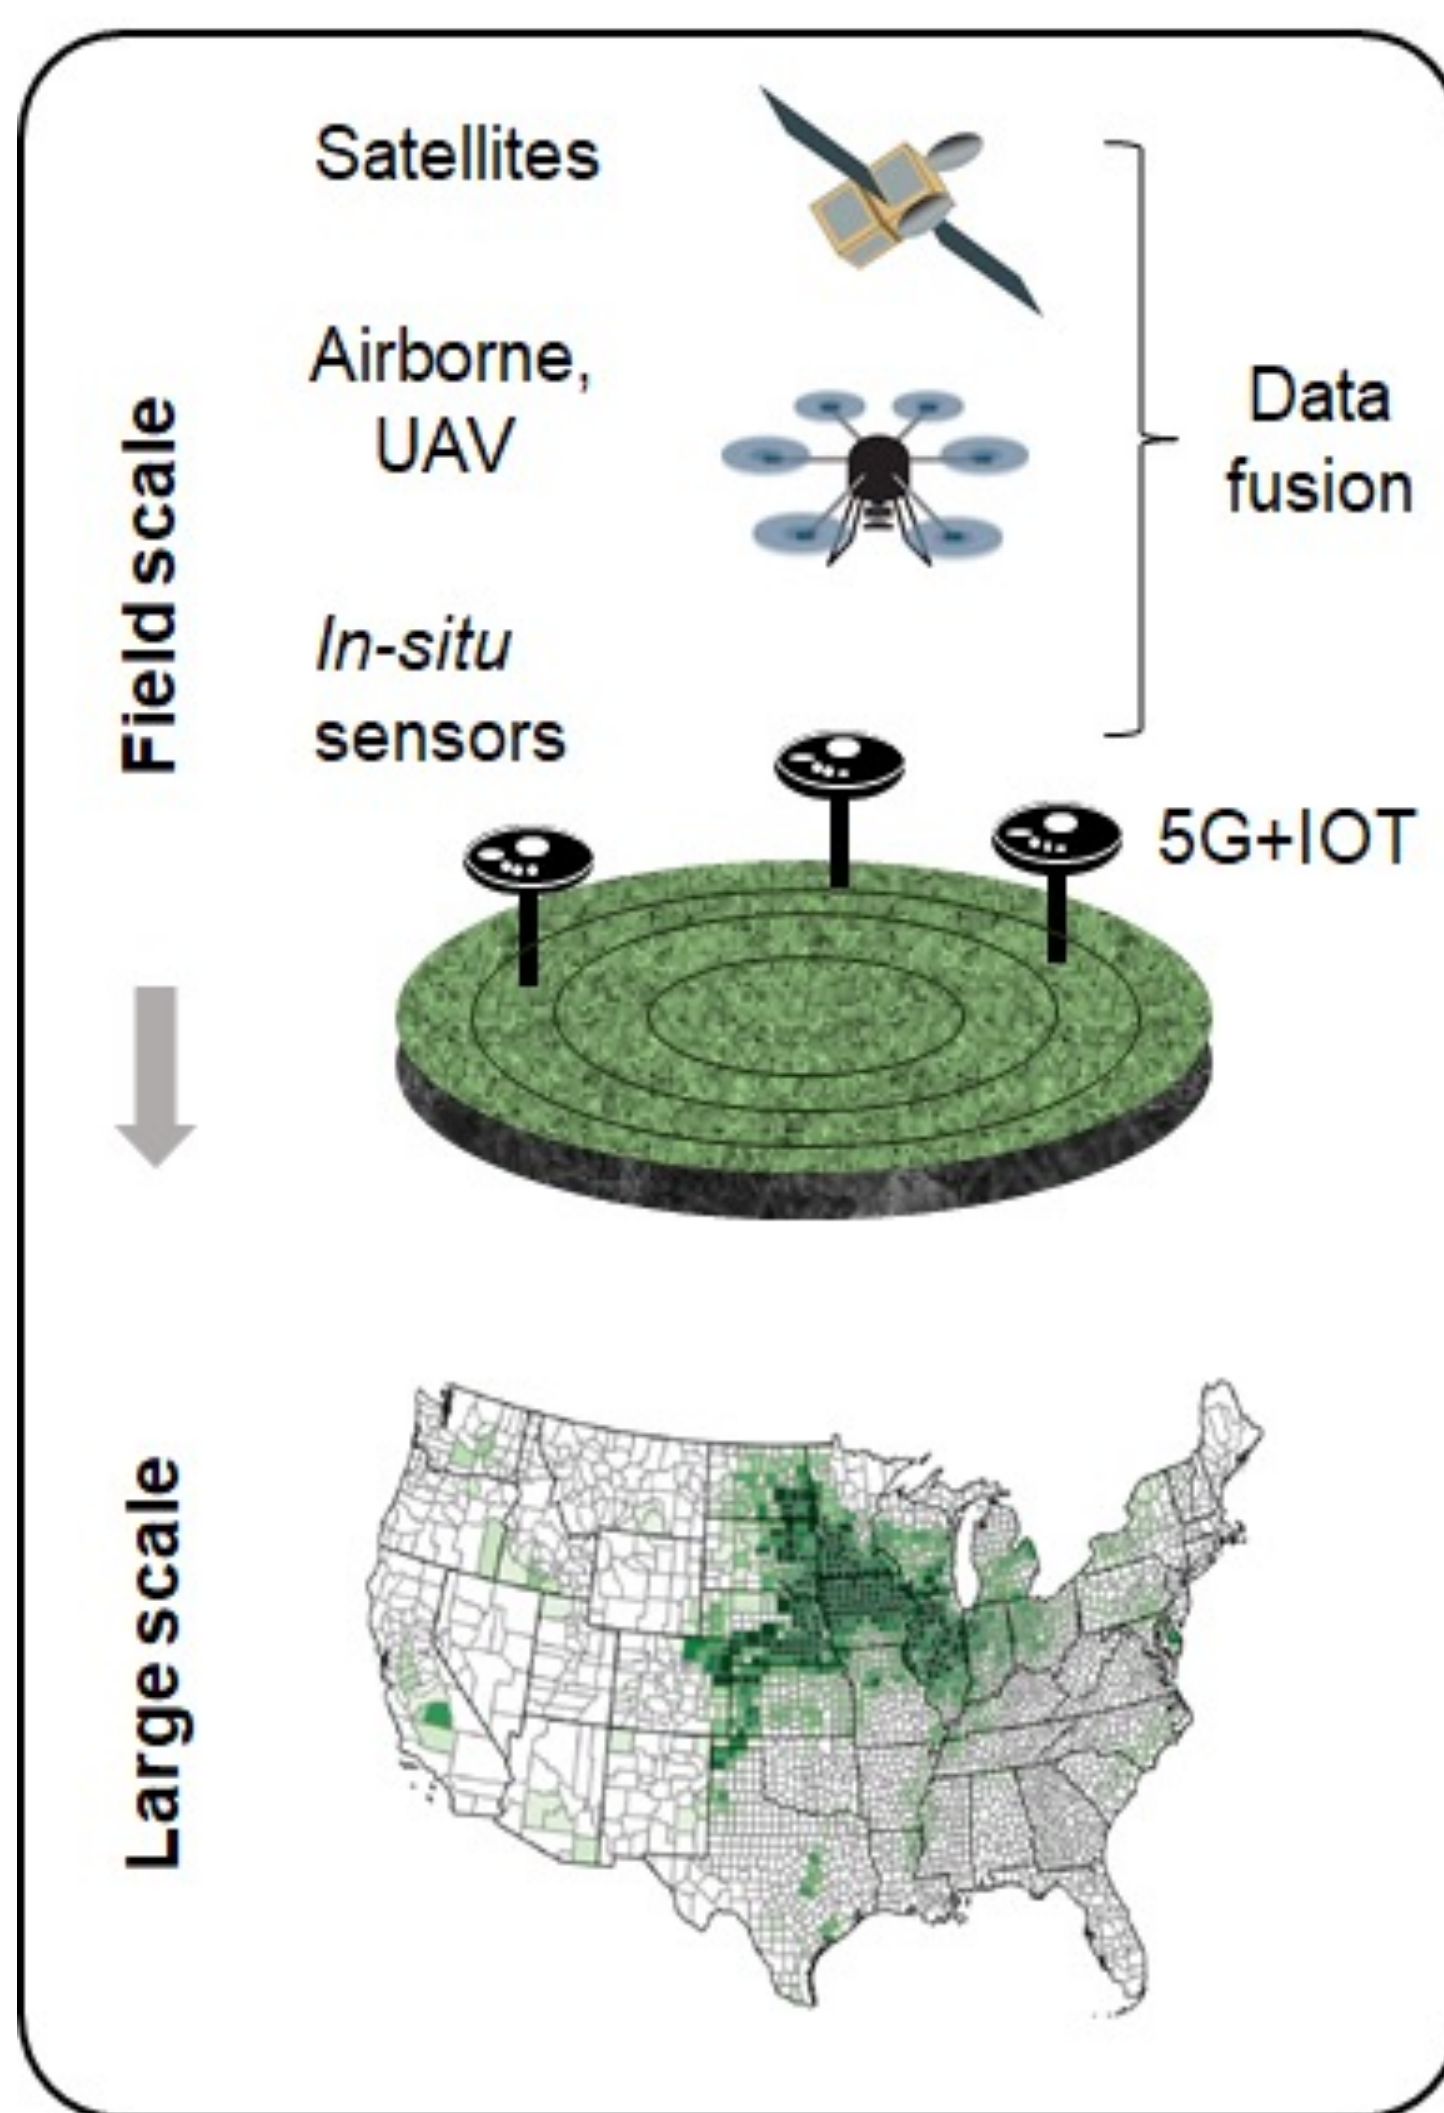 Satellites
Airborne,
UAV
Data
fusion
Field scale
In-situ
sensors
5G+IOT
Large scale